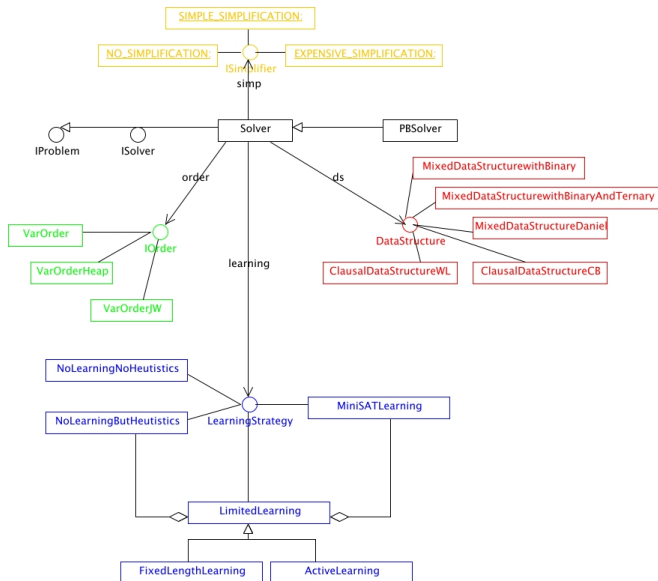 SIMPLE_SIMPLIFICATION:
NO_SIMPLIFICATION:
EXPENSIVE_SIMPLIFICATION:
ISimplifier
simp
Solver
PBSolver
IProblem
ISolver
order
ds
MixedDataStructurewithBinary
MixedDataStructurewithBinaryAndTernary
VarOrder
IOrder
DataStructure
MixedDataStructureDaniel
VarOrderHeap
learning
ClausalDataStructureWL
ClausalDataStructureCB
VarOrderJW
NoLearningNoHeutistics
NoLearningButHeutistics
LearningStrategy
MiniSATLearning
LimitedLearning
FixedLengthLearning
ActiveLearning